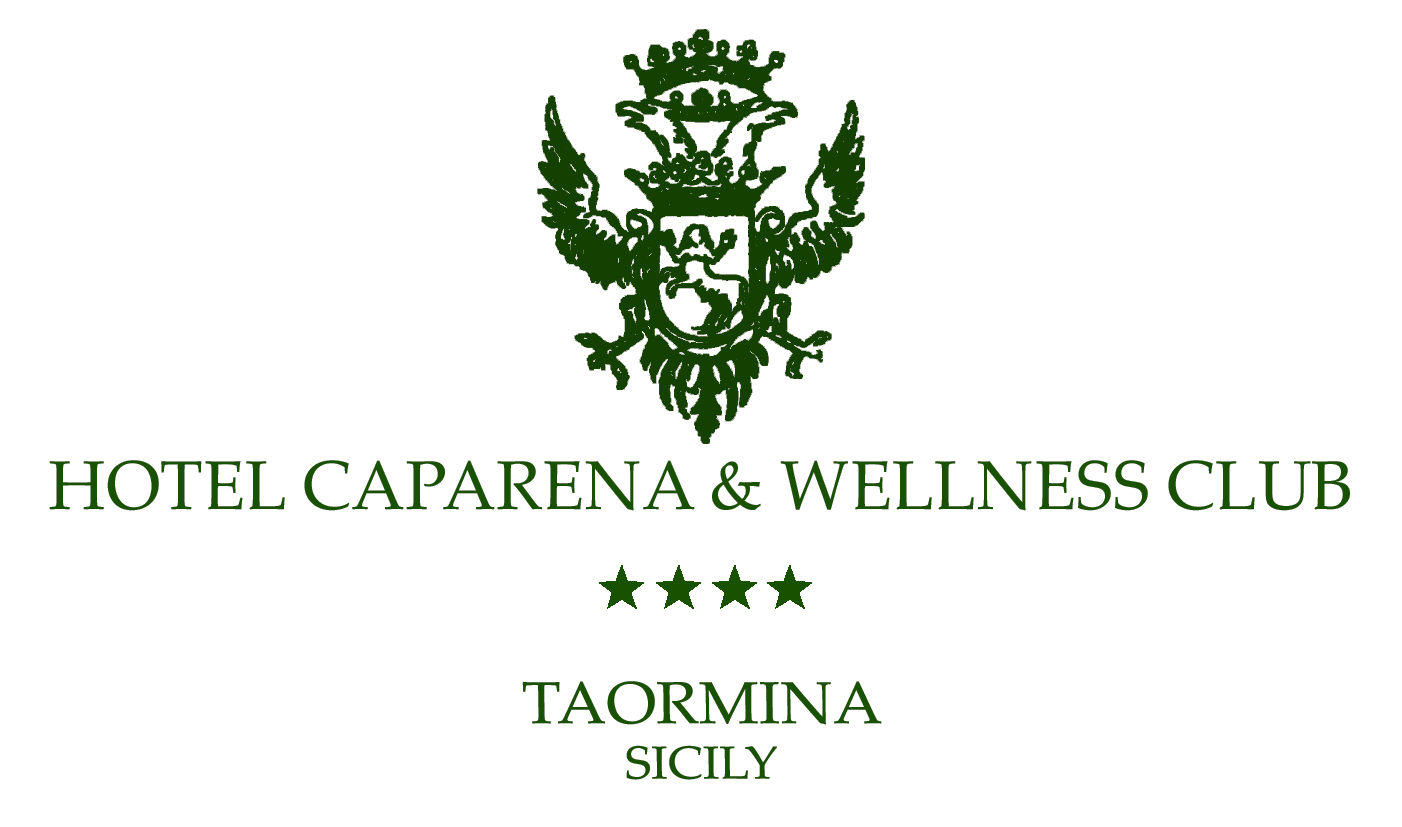 HOTEL CAPARENA & WELLNESS CLUB
TAORMINA
SICILY